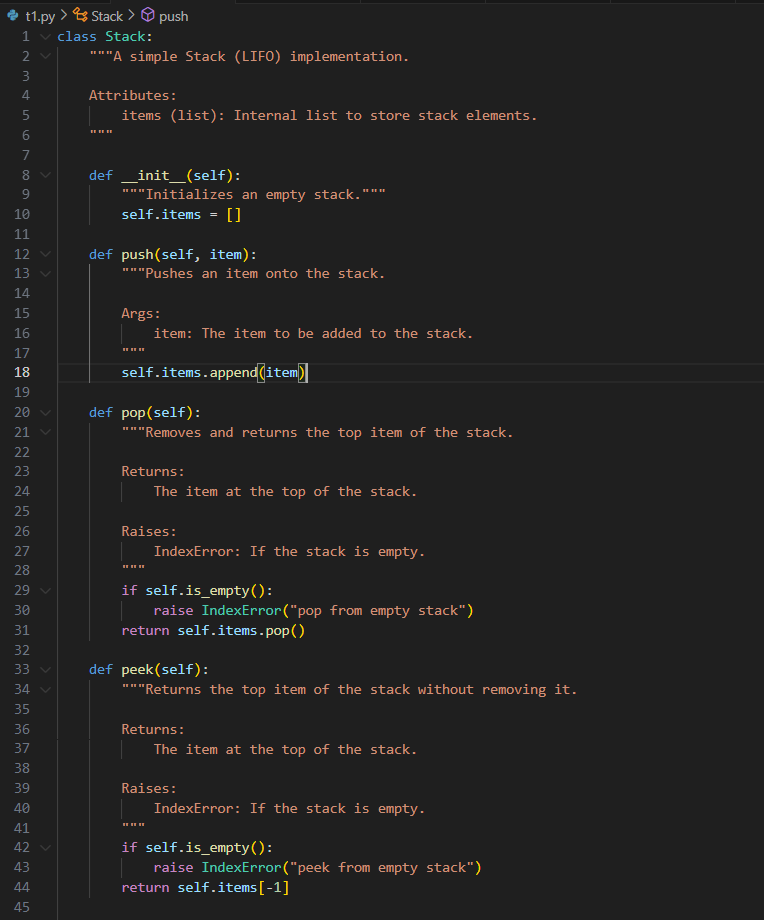 t1.py > Stack > push
1 class Stack:
2     """A simple Stack (LIFO) implementation.
3
4     Attributes:
5         items (list): Internal list to store stack elements.
6     """
7
8     def __init__(self):
9         """Initializes an empty stack."""
10         self.items = []
11
12     def push(self, item):
13         """Pushes an item onto the stack.
14
15         Args:
16             item: The item to be added to the stack.
17         """
18         self.items.append(item)
19
20     def pop(self):
21         """Removes and returns the top item of the stack.
22
23         Returns:
24             The item at the top of the stack.
25
26         Raises:
27             IndexError: If the stack is empty.
28         """
29         if self.is_empty():
30             raise IndexError("pop from empty stack")
31         return self.items.pop()
32
33     def peek(self):
34         """Returns the top item of the stack without removing it.
35
36         Returns:
37             The item at the top of the stack.
38
39         Raises:
40             IndexError: If the stack is empty.
41         """
42         if self.is_empty():
43             raise IndexError("peek from empty stack")
44         return self.items[-1]
45